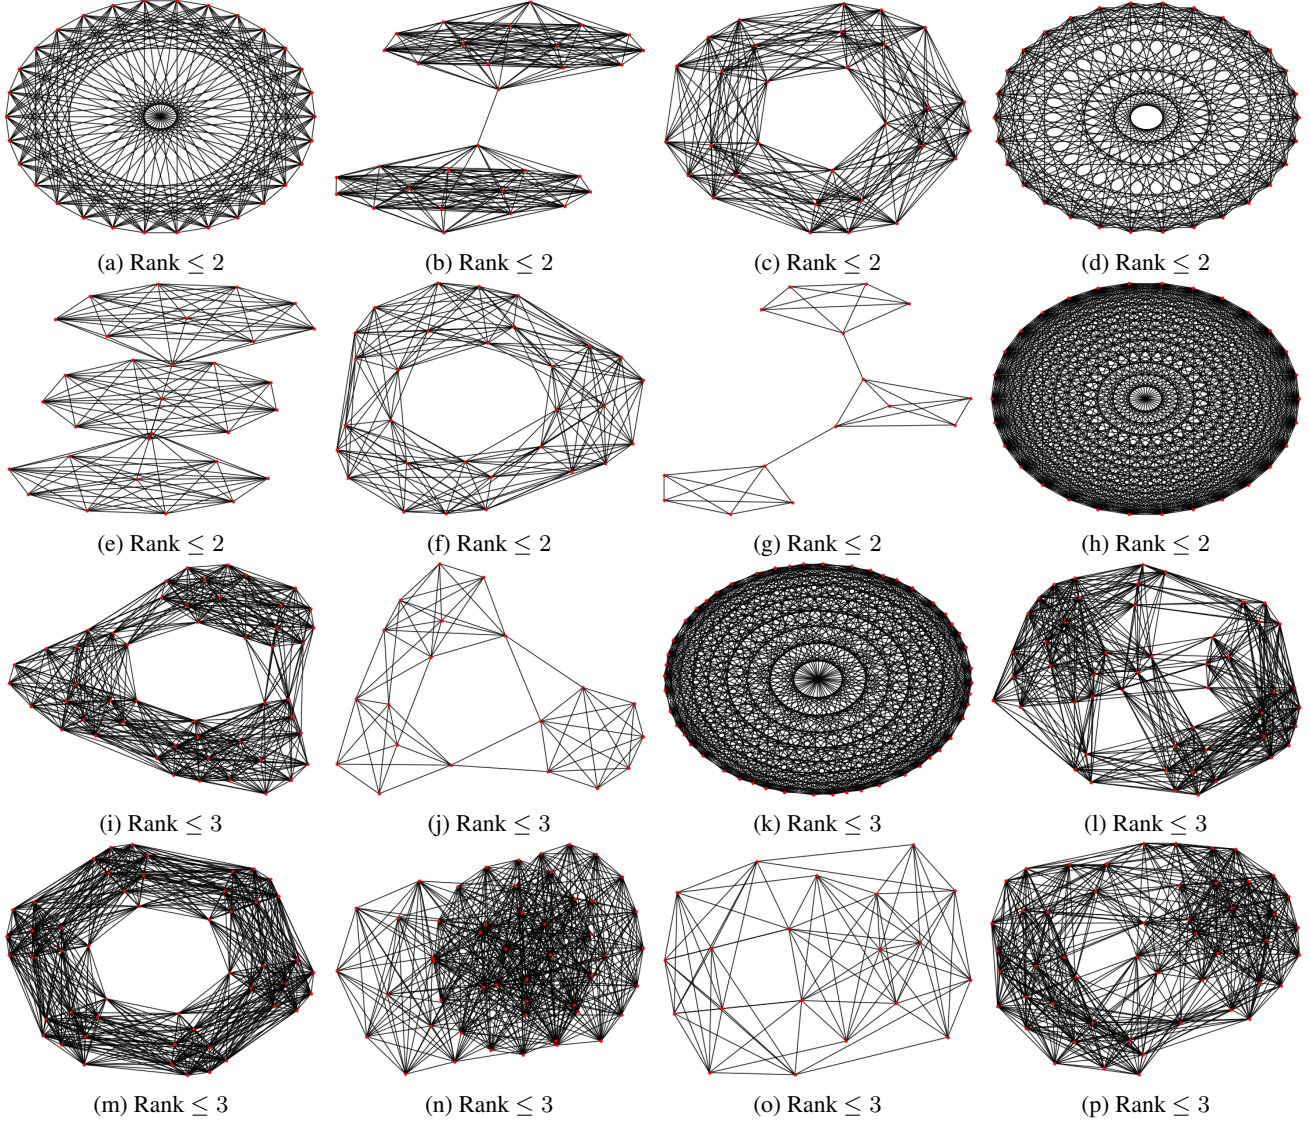 (a) Rank ≤ 2
(b) Rank ≤ 2
(c) Rank ≤ 2
(d) Rank ≤ 2
(e) Rank ≤ 2
(f) Rank ≤ 2
(g) Rank ≤ 2
(h) Rank ≤ 2
(i) Rank ≤ 3
(j) Rank ≤ 3
(k) Rank ≤ 3
(l) Rank ≤ 3
(m) Rank ≤ 3
(n) Rank ≤ 3
(o) Rank ≤ 3
(p) Rank ≤ 3